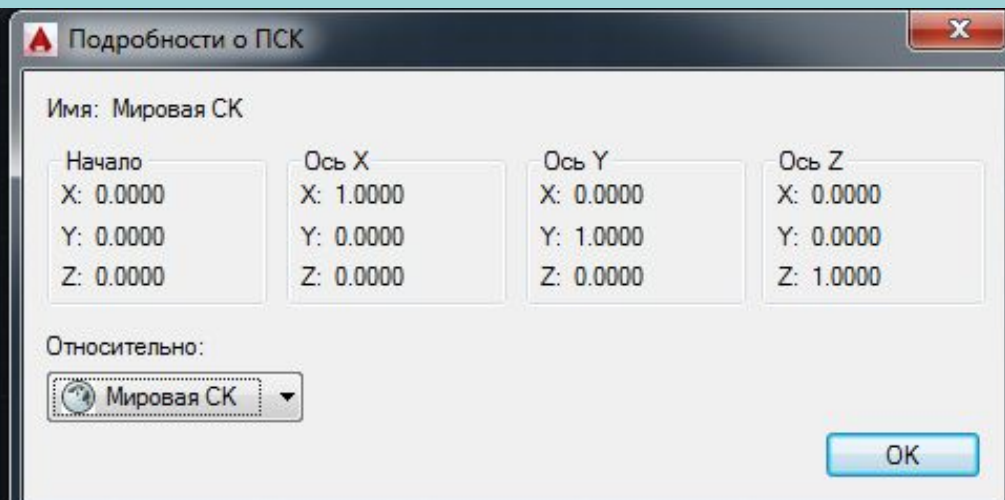 Подробности о ПСК
Имя: Мировая СК
Начало Ось X Ось Y Ось Z
X: 0.0000 X: 1.0000 X: 0.0000 X: 0.0000
Y: 0.0000 Y: 0.0000 Y: 1.0000 Y: 0.0000
Z: 0.0000 Z: 0.0000 Z: 0.0000 Z: 1.0000
Относительно:
Мировая СК
OK